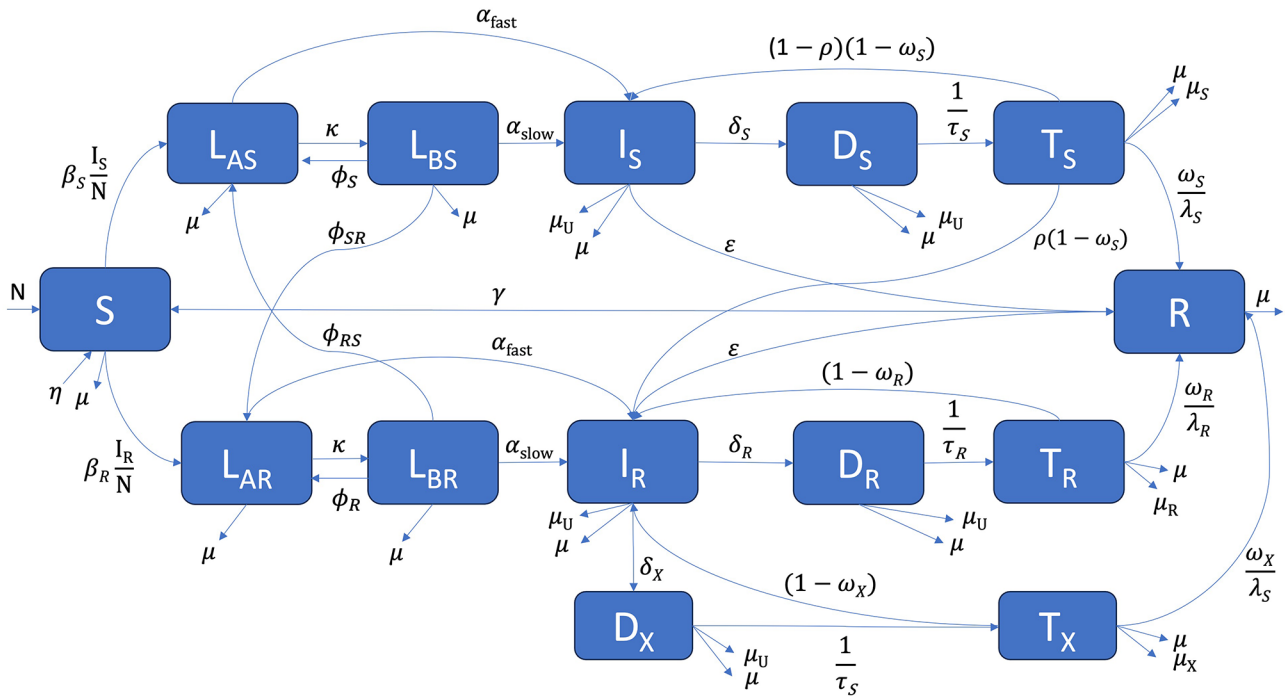 α_fast
(1 − ρ)(1 − ω_S)
μ
μ_S
L_AS
κ
ϕ_S
L_BS
α_slow
I_S
δ_S
D_S
1/τ_S
T_S
β_S I_S/N
μ
μ
μ_U
μ
μ_U
μ
ω_S/λ_S
ϕ_SR
ε
ρ(1 − ω_S)
N
S
γ
R
μ
η
μ
ϕ_RS
α_fast
ε
(1 − ω_R)
ω_R/λ_R
β_R I_R/N
L_AR
κ
ϕ_R
L_BR
α_slow
I_R
δ_R
D_R
1/τ_R
T_R
μ
μ_R
μ
μ
μ_U
μ
μ_U
μ
δ_X
(1 − ω_X)
ω_X/λ_S
D_X
μ_U
μ
1/τ_S
T_X
μ
μ_X